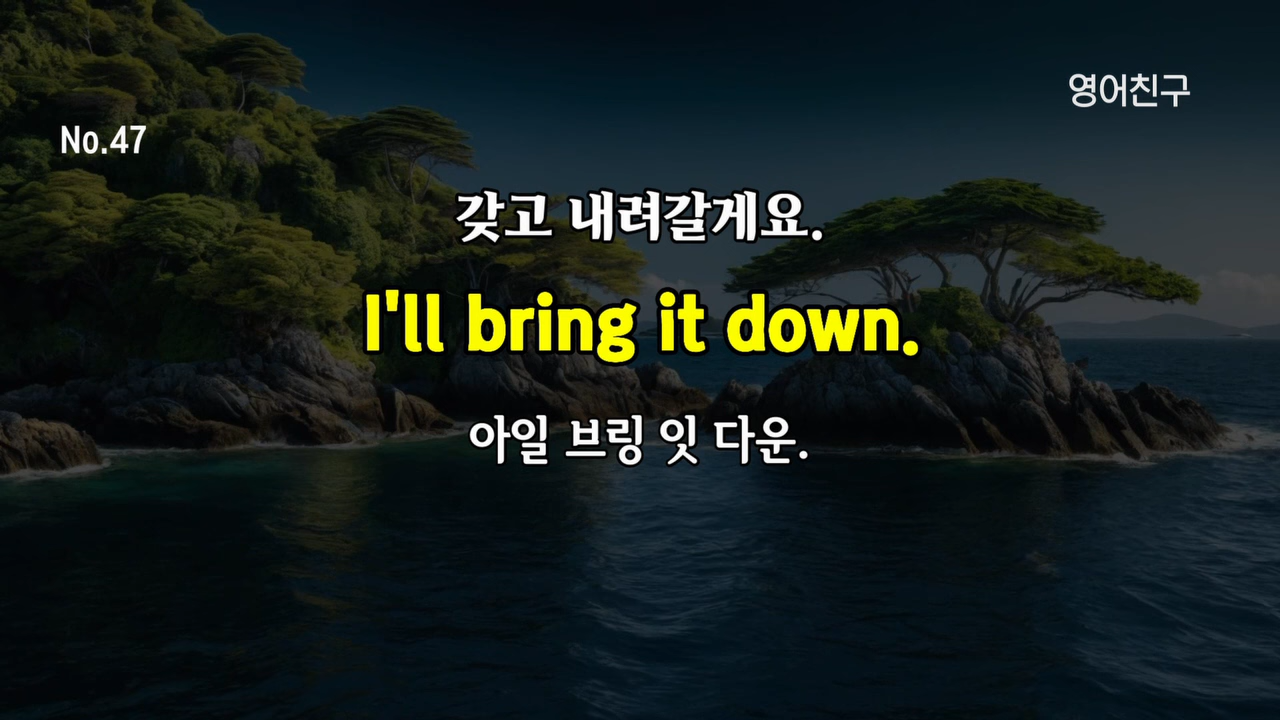 영어친구
No.47
갖고 내려갈게요.
I'll bring it down.
아일 브링 잇 다운.